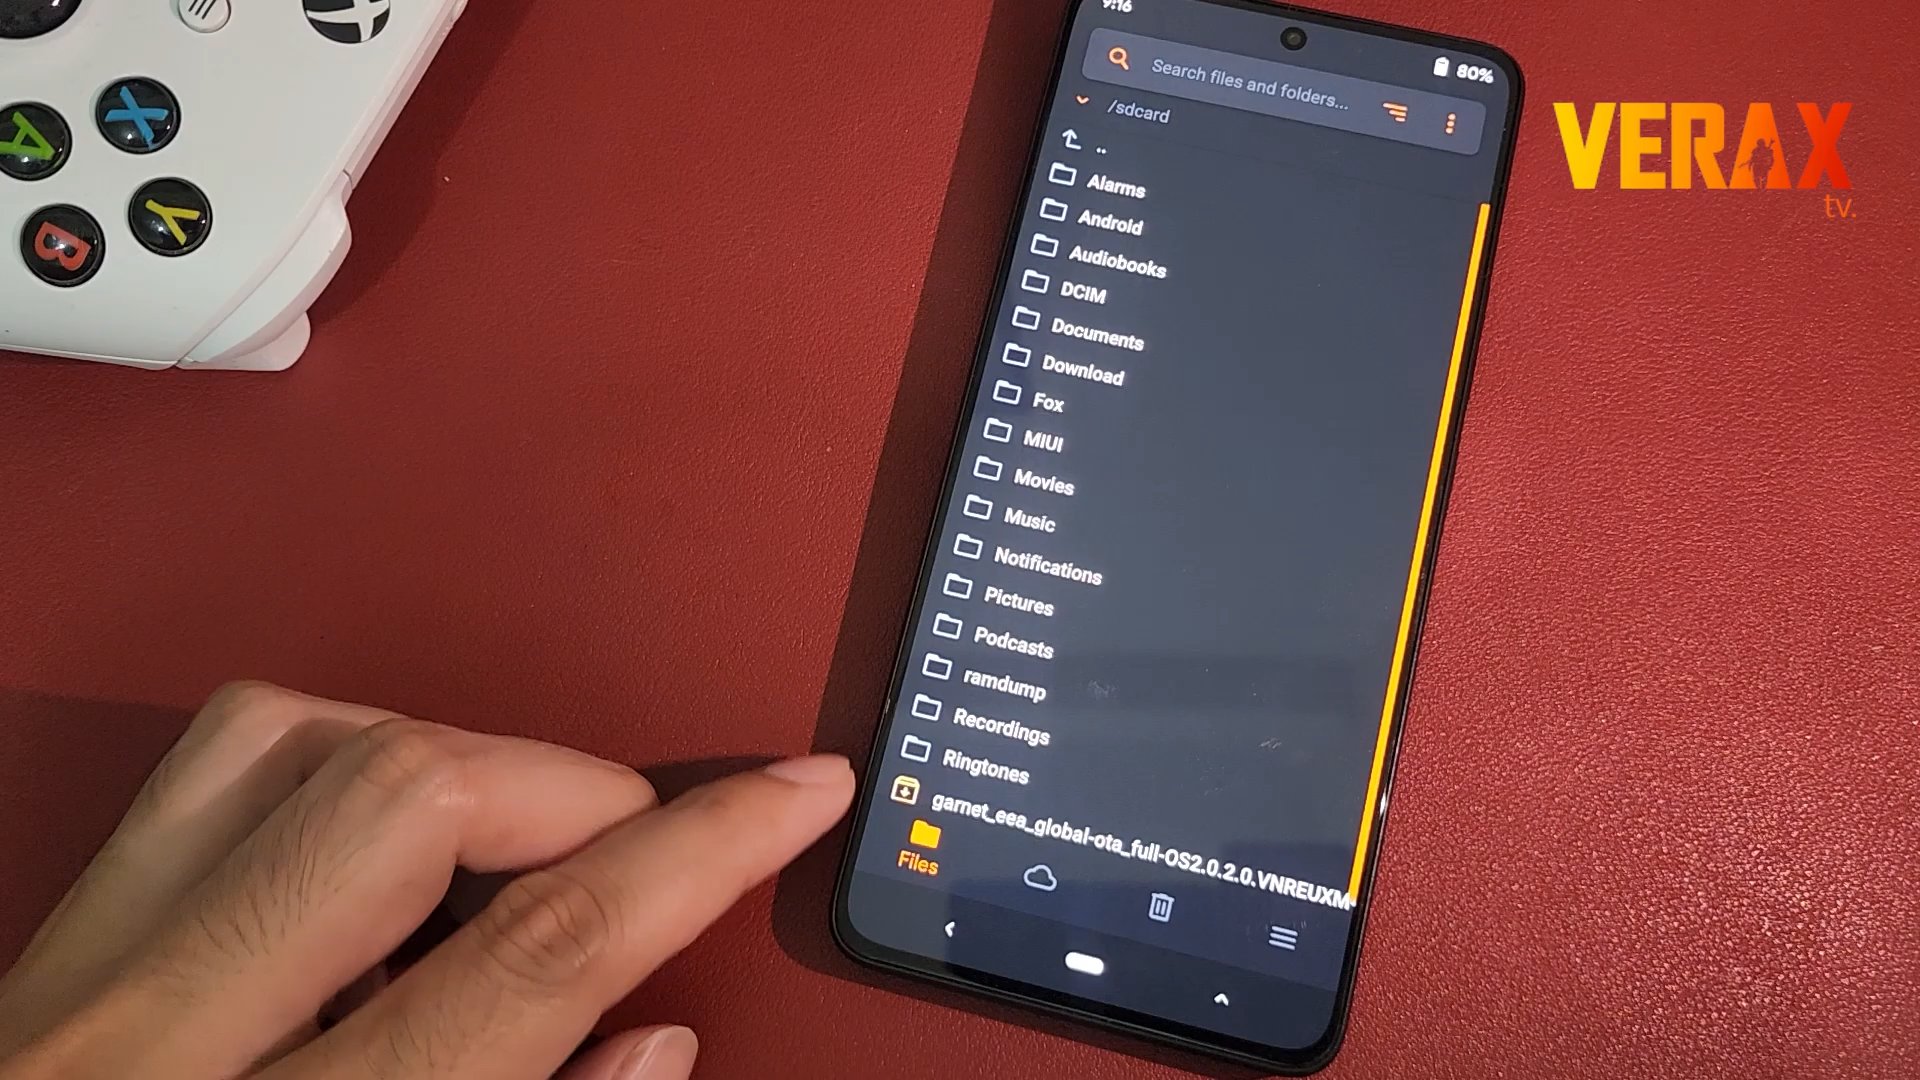 9:16
80%
Search files and folders...
/sdcard
..
Alarms
Android
Audiobooks
DCIM
Documents
Download
Fox
MIUI
Movies
Music
Notifications
Pictures
Podcasts
ramdump
Recordings
Ringtones
garnet_eea_global-ota_full-OS2.0.2.0.VNREUXM-
Files
VERAX
tv.
X
A
Y
B